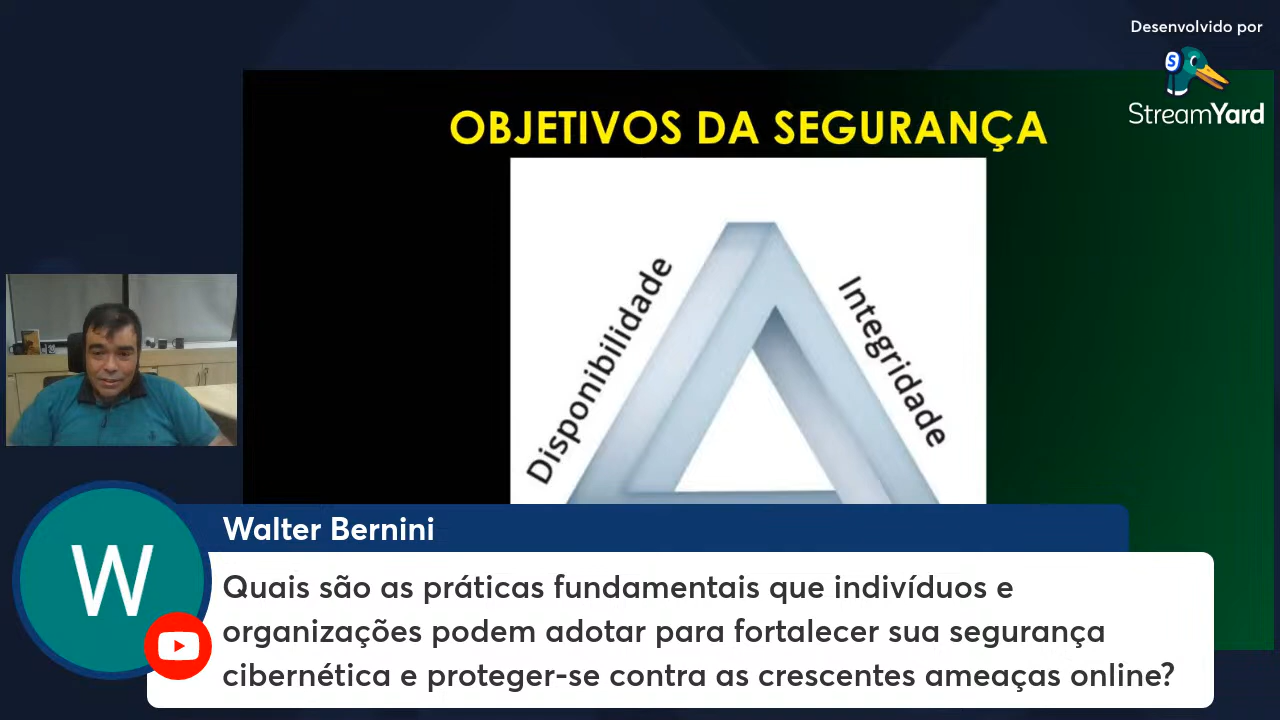 Desenvolvido por
StreamYard
OBJETIVOS DA SEGURANÇA
Disponibilidade
Integridade
W
Walter Bernini
Quais são as práticas fundamentais que indivíduos e
organizações podem adotar para fortalecer sua segurança
cibernética e proteger-se contra as crescentes ameaças online?